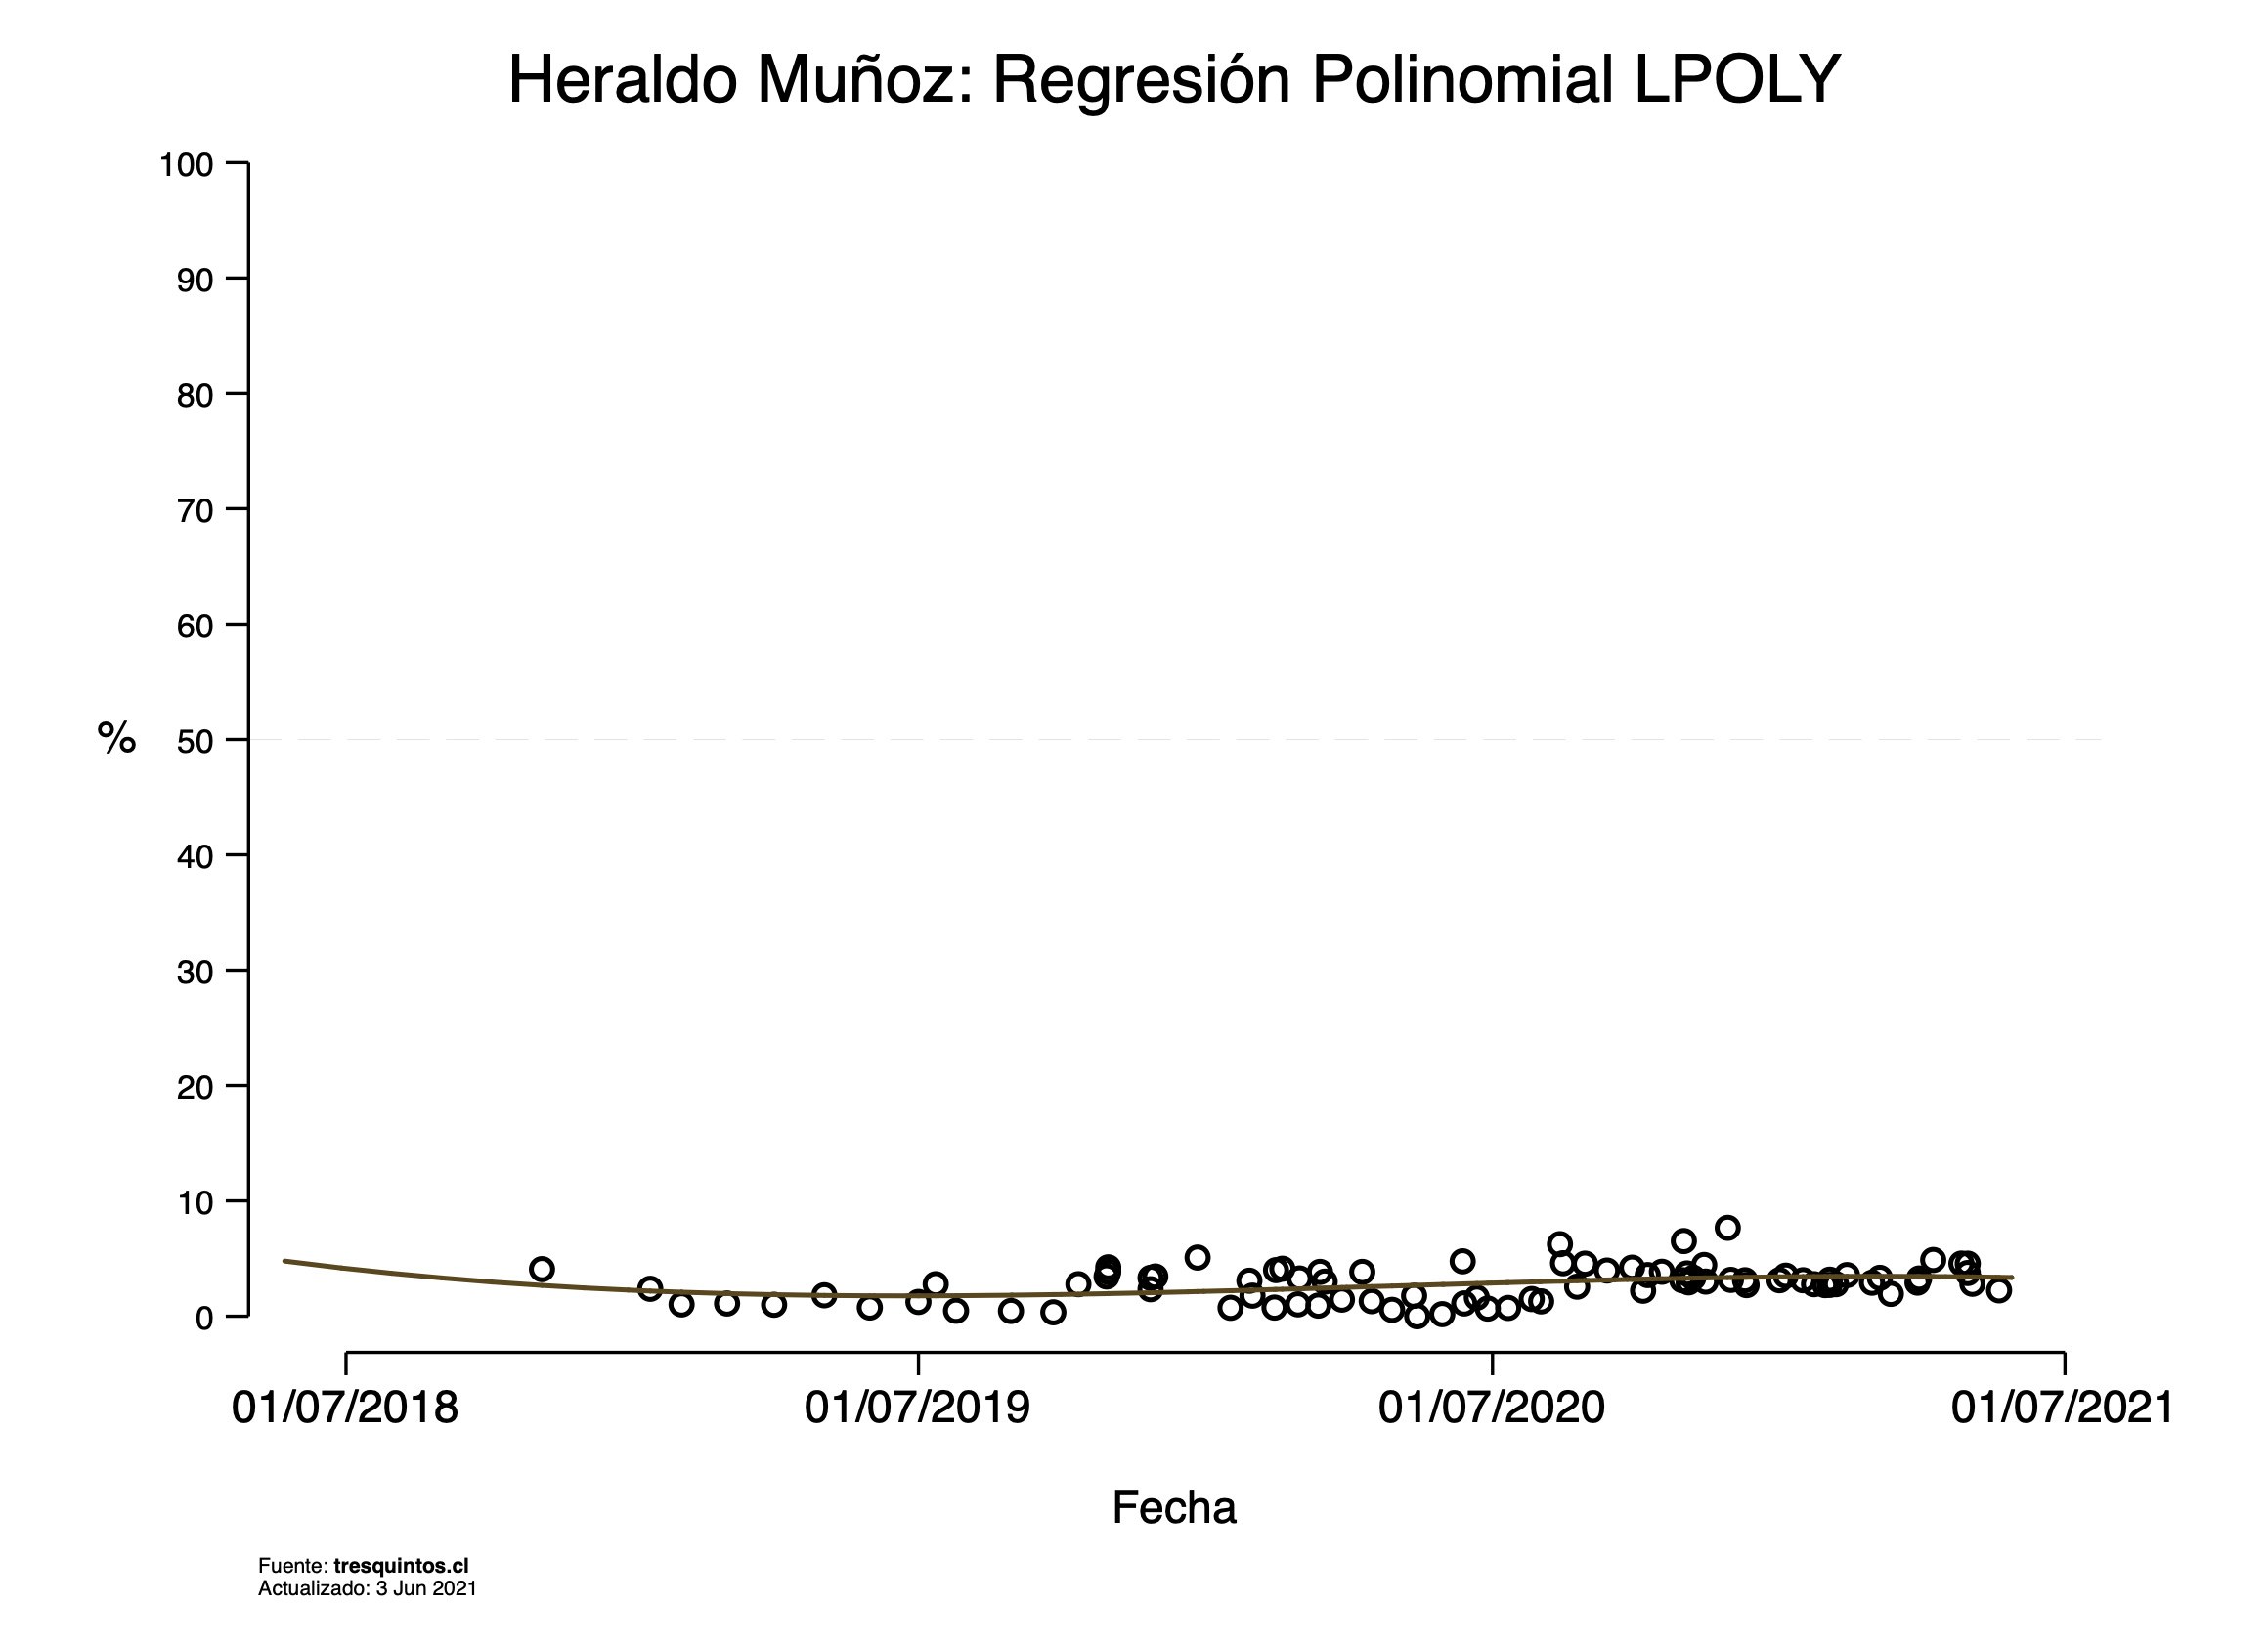 Heraldo Muñoz: Regresión Polinomial LPOLY
100
90
80
70
60
% 50
40
30
20
10
0
01/07/2018 01/07/2019 01/07/2020 01/07/2021
Fecha
Fuente: tresquintos.cl
Actualizado: 3 Jun 2021